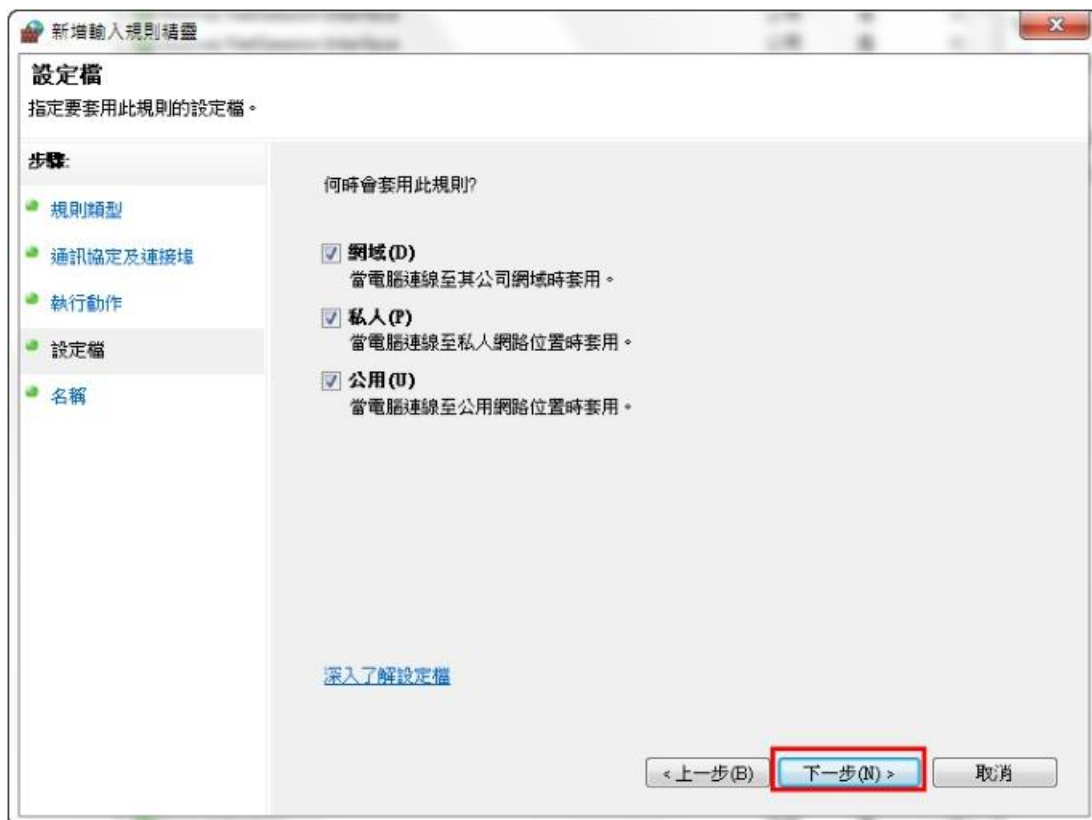 新增輸入規則精靈
設定檔
指定要套用此規則的設定檔。
步驟:
規則類型
通訊協定及連接埠
執行動作
設定檔
名稱
何時會套用此規則?
網域(D)
當電腦連線至其公司網域時套用。
私人(P)
當電腦連線至私人網路位置時套用。
公用(U)
當電腦連線至公用網路位置時套用。
深入了解設定檔
<上一步(B) 下一步(N)> 取消